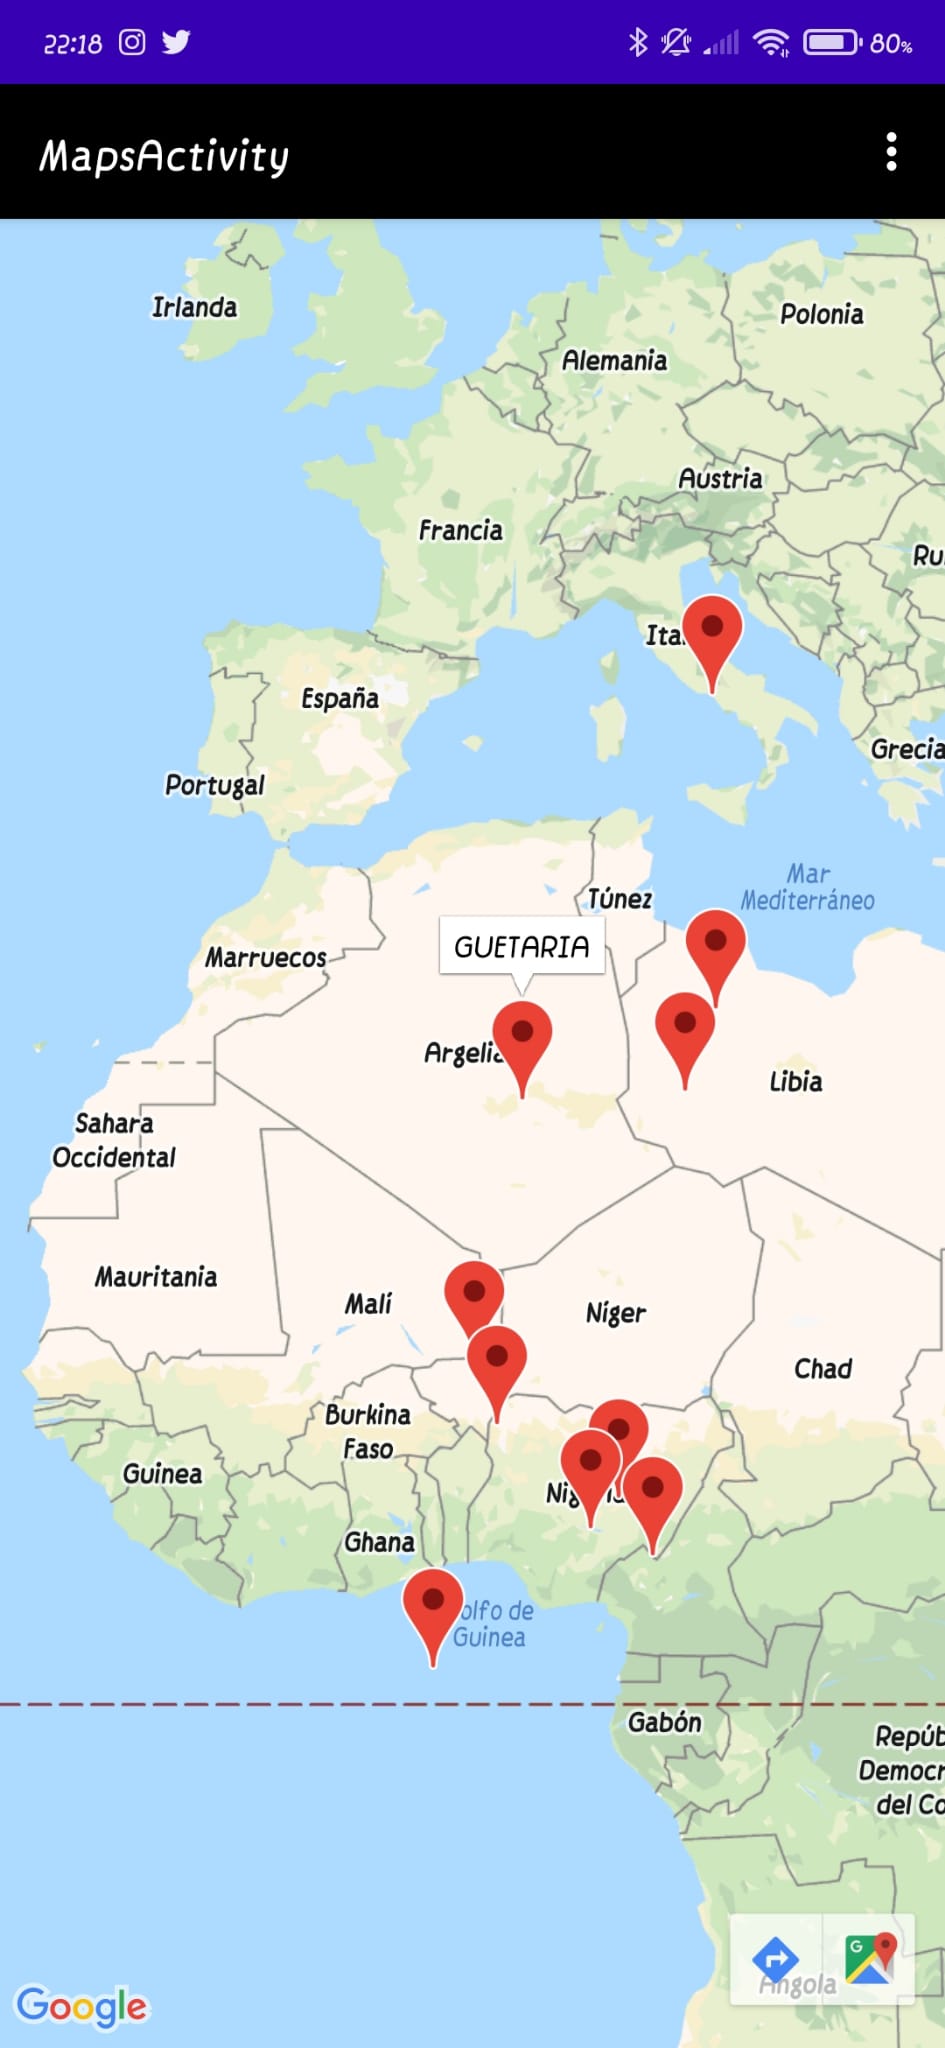 22:18
80%
MapsActivity
Irlanda
Polonia
Alemania
Austria
Francia
Ru
Ita
España
Grecia
Portugal
Mar
Mediterráneo
Túnez
GUETARIA
Marruecos
Argelia
Libia
Sahara
Occidental
Mauritania
Malí
Níger
Chad
Burkina
Faso
Guinea
Ghana
olfo de
Guinea
Gabón
Repúb
Democr
del Co
Angola
Google